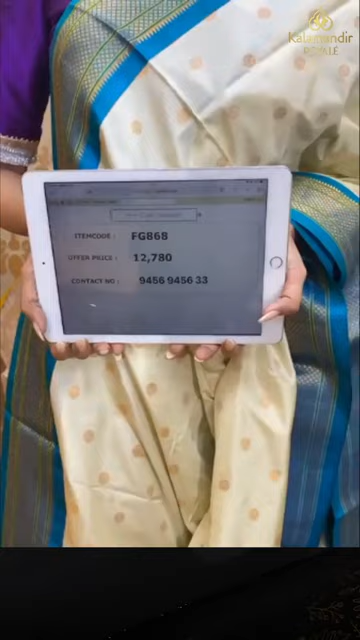 Kalamandir
ROYALE
ITEMCODE : FG868
OFFER PRICE : 12,780
CONTACT NO : 9456 9456 33